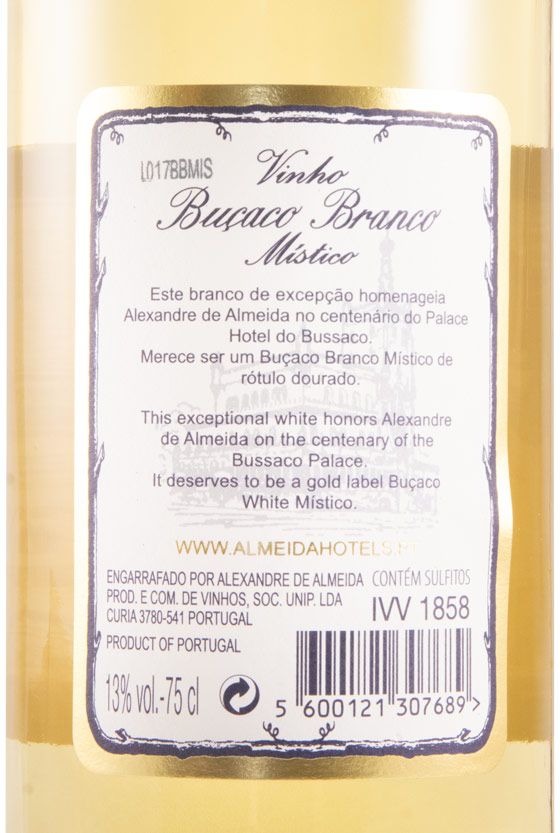 L017BBMIS
Vinho
Buçaco Branco
Místico
Este branco de excepção homenageia
Alexandre de Almeida no centenário do Palace
Hotel do Bussaco.
Merece ser um Buçaco Branco Místico de
rótulo dourado.
This exceptional white honors Alexandre
de Almeida on the centenary of the
Bussaco Palace.
It deserves to be a gold label Buçaco
White Místico.
WWW.ALMEIDAHOTELS.PT
ENGARRAFADO POR ALEXANDRE DE ALMEIDA CONTÉM SULFITOS
PROD. E COM. DE VINHOS, SOC. UNIP. LDA
CURIA 3780-541 PORTUGAL
IVV 1858
PRODUCT OF PORTUGAL
13% vol.-75 cl
5 600121 307689 >